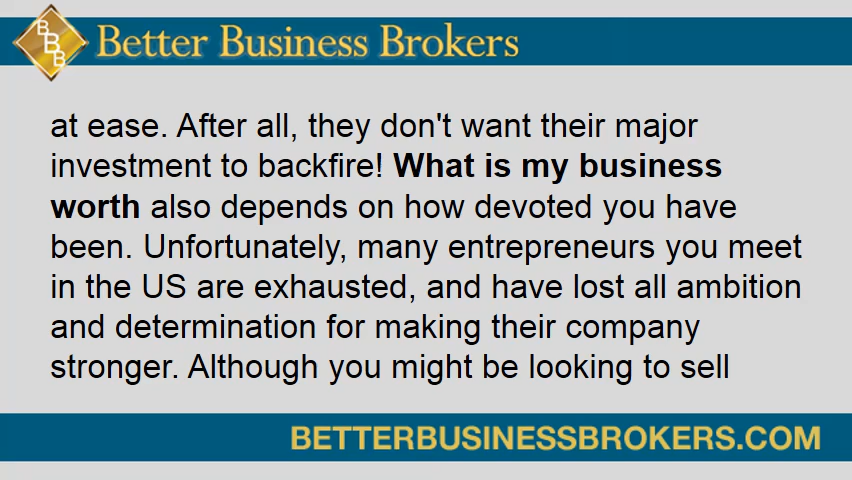 BBB
Better Business Brokers
at ease. After all, they don't want their major
investment to backfire! What is my business
worth also depends on how devoted you have
been. Unfortunately, many entrepreneurs you meet
in the US are exhausted, and have lost all ambition
and determination for making their company
stronger. Although you might be looking to sell
BETTERBUSINESSBROKERS.COM